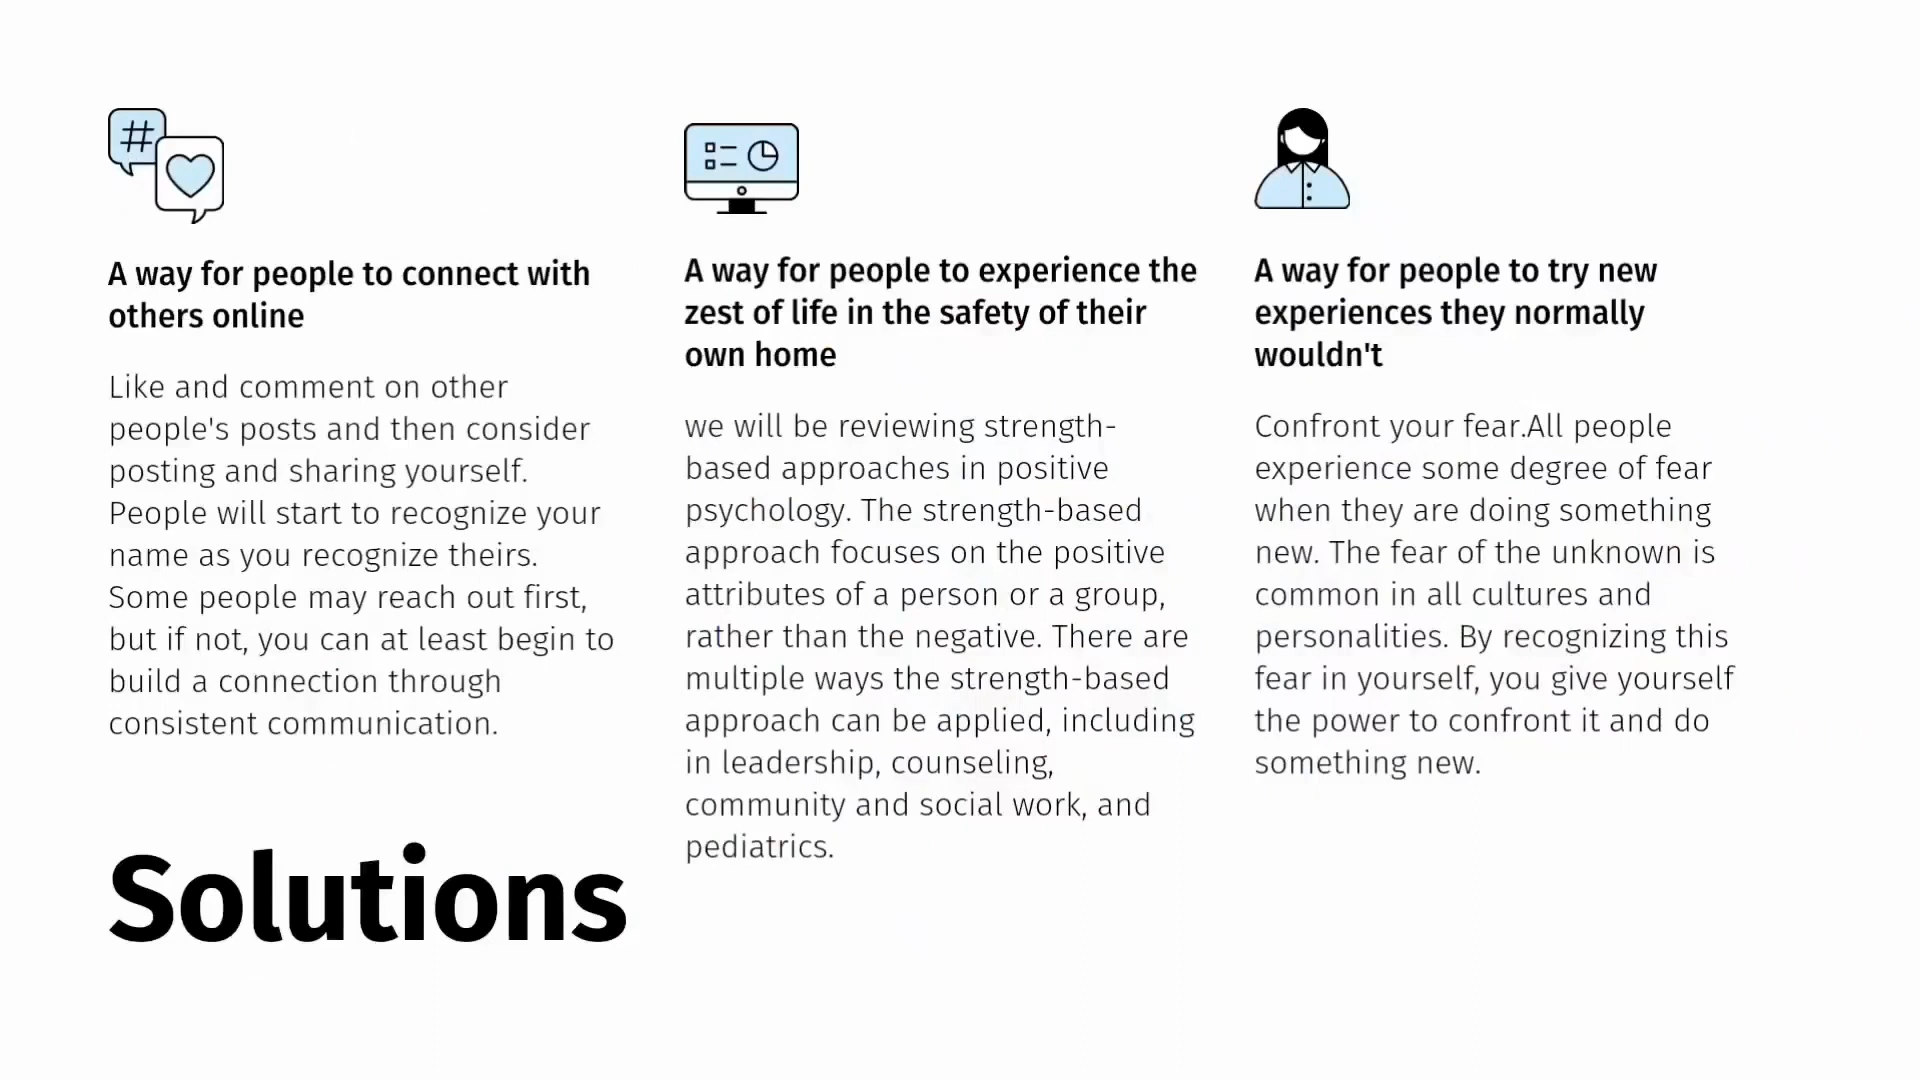 #
A way for people to connect with
others online
Like and comment on other
people's posts and then consider
posting and sharing yourself.
People will start to recognize your
name as you recognize theirs.
Some people may reach out first,
but if not, you can at least begin to
build a connection through
consistent communication.
A way for people to experience the
zest of life in the safety of their
own home
we will be reviewing strength-
based approaches in positive
psychology. The strength-based
approach focuses on the positive
attributes of a person or a group,
rather than the negative. There are
multiple ways the strength-based
approach can be applied, including
in leadership, counseling,
community and social work, and
pediatrics.
A way for people to try new
experiences they normally
wouldn't
Confront your fear.All people
experience some degree of fear
when they are doing something
new. The fear of the unknown is
common in all cultures and
personalities. By recognizing this
fear in yourself, you give yourself
the power to confront it and do
something new.
Solutions